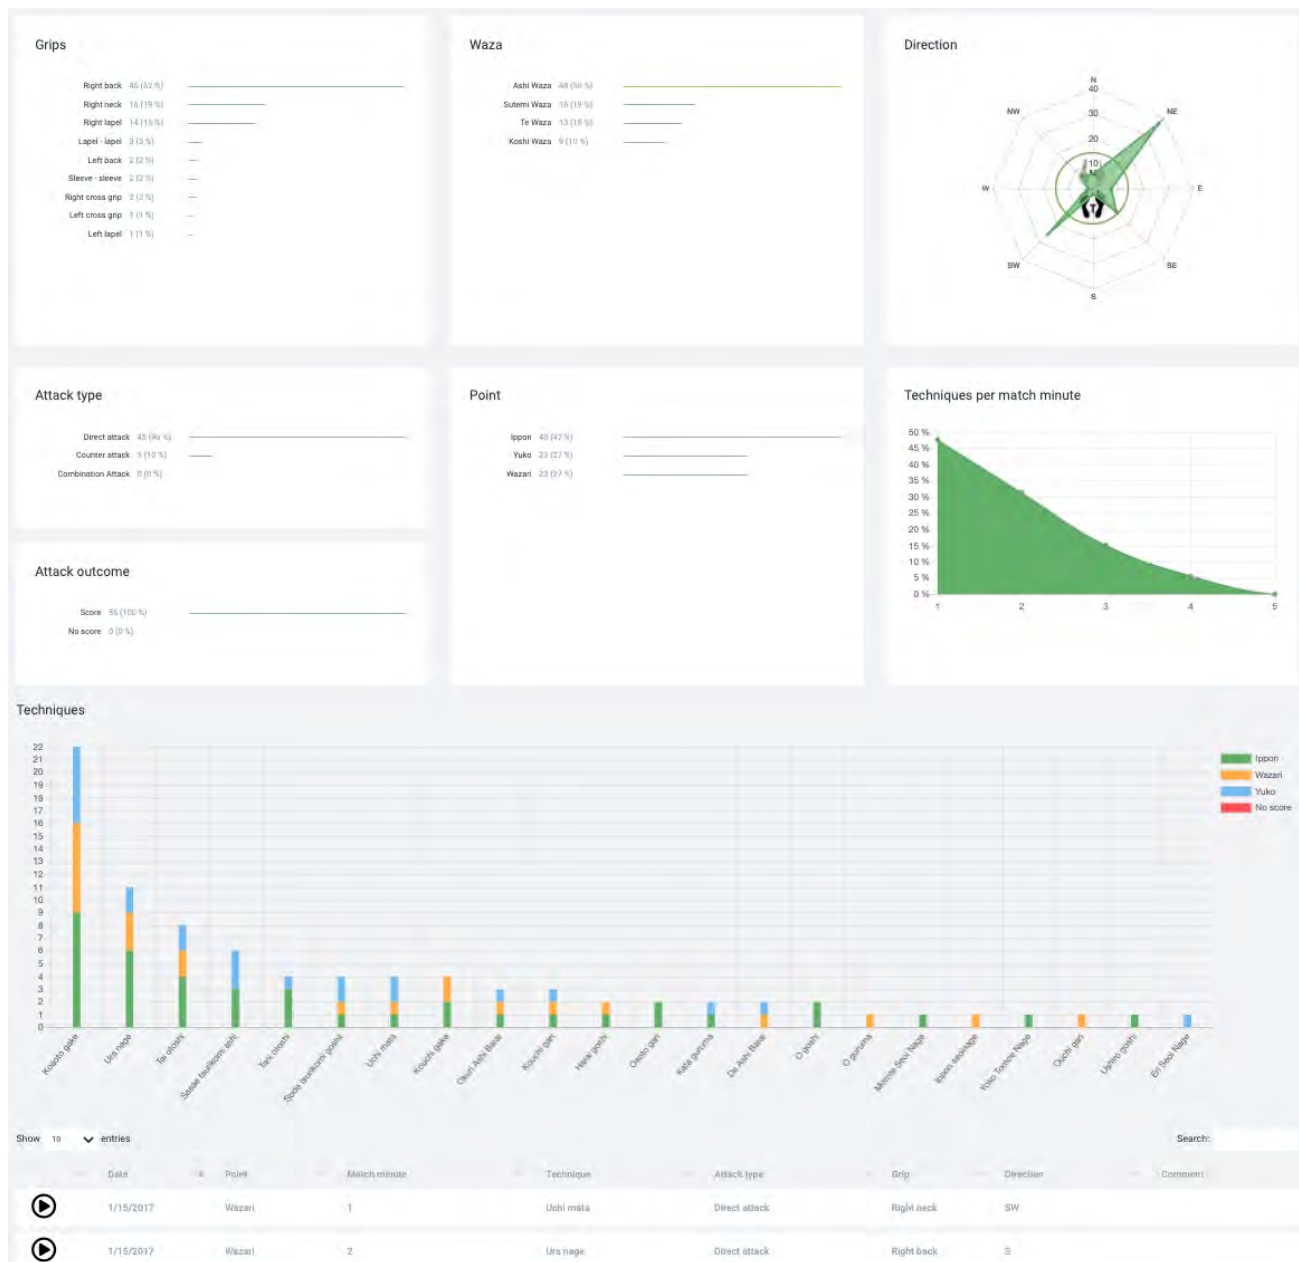 Grips
Right back 45 (52 %)
Right neck 16 (19 %)
Right lapel 14 (16 %)
Lapel - lapel 3 (3 %)
Left back 2 (2 %)
Sleeve - sleeve 2 (2 %)
Right cross grip 2 (2 %)
Left cross grip 1 (1 %)
Left lapel 1 (1 %)
Waza
Ashi Waza 48 (56 %)
Sutemi Waza 16 (19 %)
Te Waza 13 (15 %)
Koshi Waza 9 (10 %)
Direction
N
40
30
20
10
NW
NE
W
E
SW
SE
S
T
Attack type
Direct attack 45 (90 %)
Counter attack 5 (10 %)
Combination Attack 0 (0 %)
Attack outcome
Score (100 %)
No score 0 (0 %)
Point
Ippon 40 (47 %)
Yuko 23 (27 %)
Wazari 23 (27 %)
Techniques per match minute
50 %
45 %
40 %
35 %
30 %
25 %
20 %
15 %
10 %
5 %
0 %
1 2 3 4 5
Techniques
22
21
20
19
18
17
16
15
14
13
12
11
10
9
8
7
6
5
4
3
2
1
0
Ippon
Wazari
Yuko
No score
Kosoto gake
Ura nage
Tai otoshi
Sasae tsurikomi ashi
Tani otoshi
Sode tsurikomi goshi
Uchi mata
Kouchi gake
Okuri Ashi Barai
Kouchi gari
Harai goshi
Osoto gari
Kata guruma
De Ashi Barai
O goshi
O guruma
Morote Seoi Nage
Ippon seoinage
Yoko Tomoe Nage
Ouchi gari
Ushiro goshi
Eri Seoi Nage
Show 10 entries
Search:
Date Point Match minute Technique Attack type Grip Direction Comment
1/15/2017 Wazari 1 Uchi mata Direct attack Right neck SW
1/15/2017 Wazari 2 Ura nage Direct attack Right back S